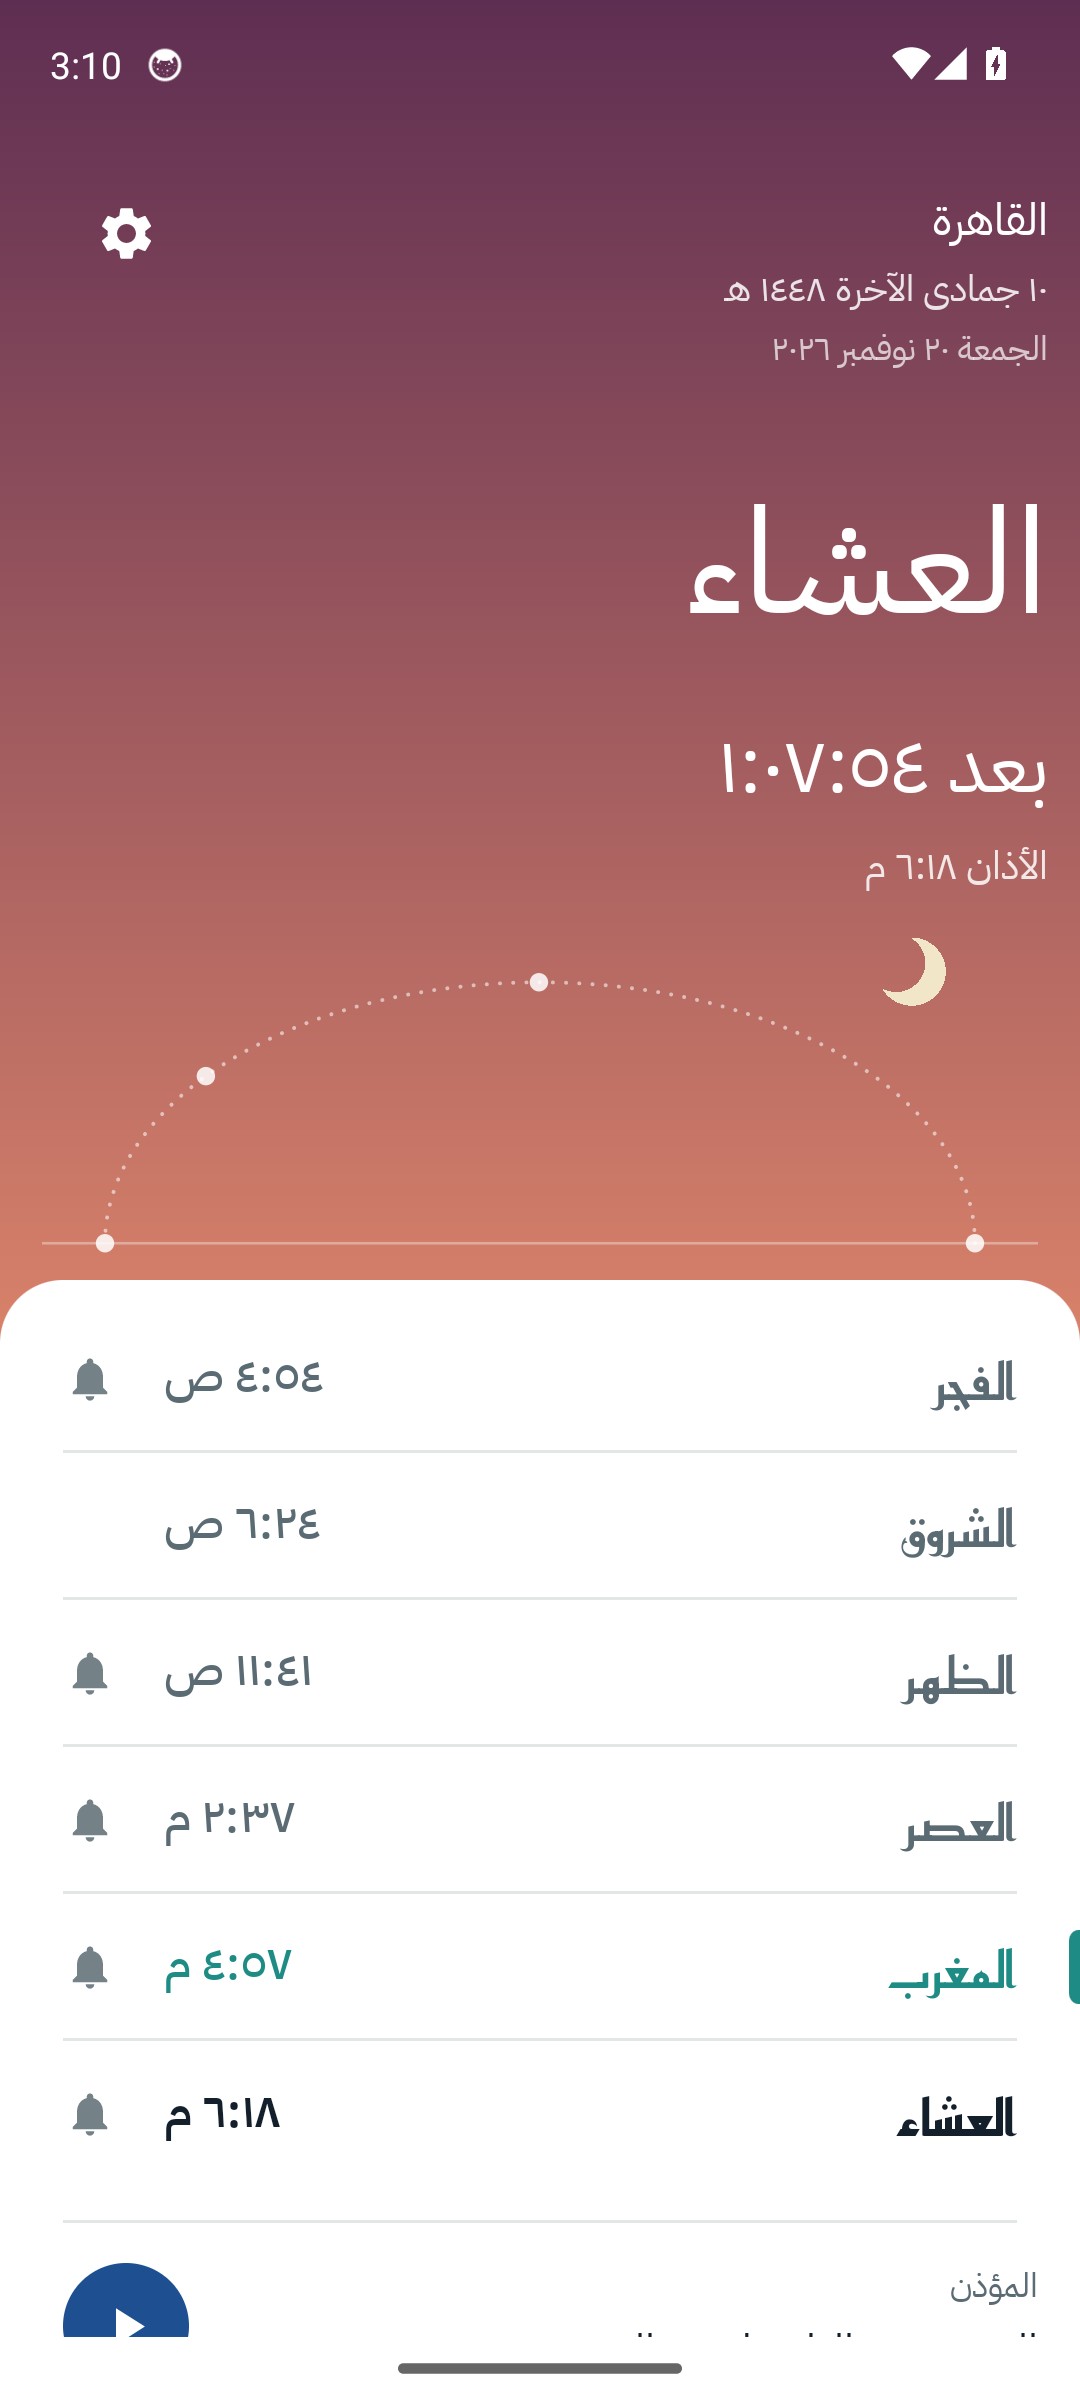 3:10
القاهرة
١٠ جمادى الآخرة ١٤٤٨ هـ
الجمعة ٢٠ نوفمبر ٢٠٢٦
العشاء
بعد ١:٠٧:٥٤
الأذان ٦:١٨ م
الفجر ٤:٥٤ ص
الشروق ٦:٢٤ ص
الظهر ١١:٤١ ص
العصر ٢:٣٧ م
المغرب ٤:٥٧ م
العشاء ٦:١٨ م
المؤذن